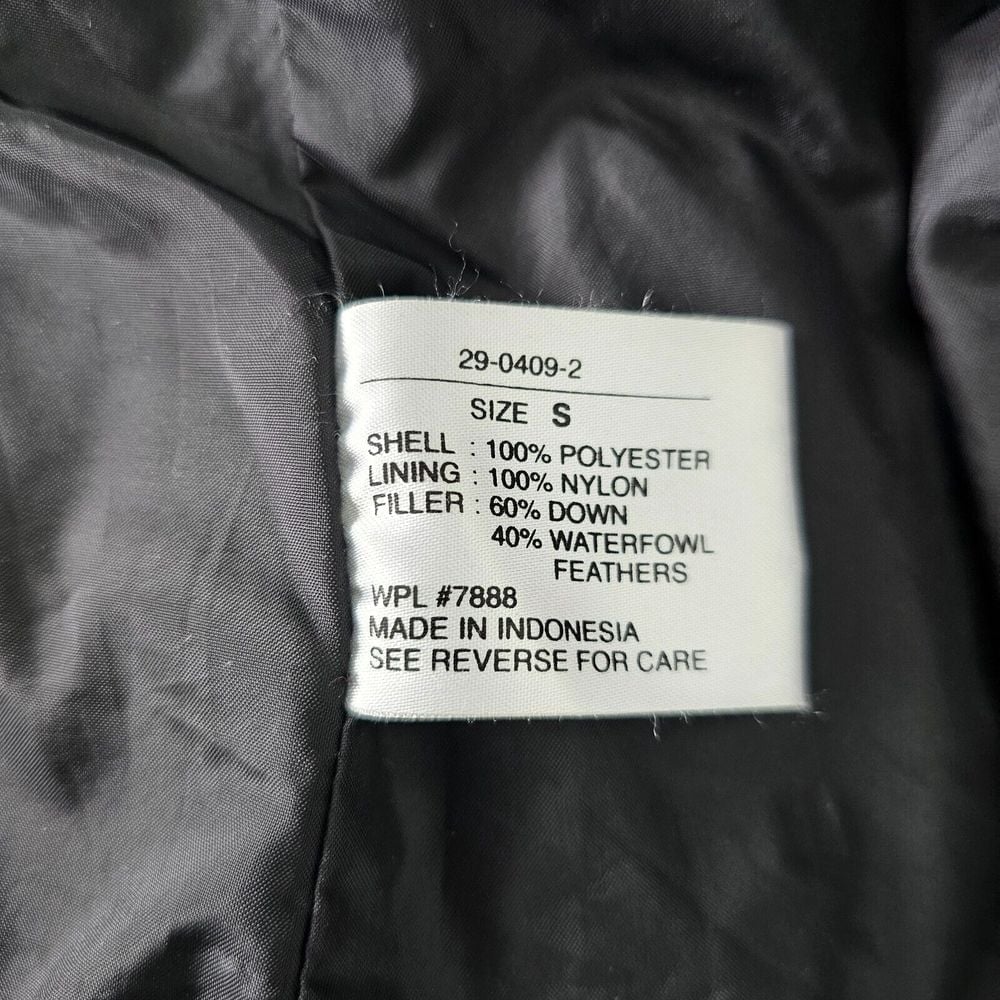 29-0409-2
SIZE S
SHELL : 100% POLYESTER
LINING : 100% NYLON
FILLER : 60% DOWN
40% WATERFOWL
FEATHERS
WPL #7888
MADE IN INDONESIA
SEE REVERSE FOR CARE